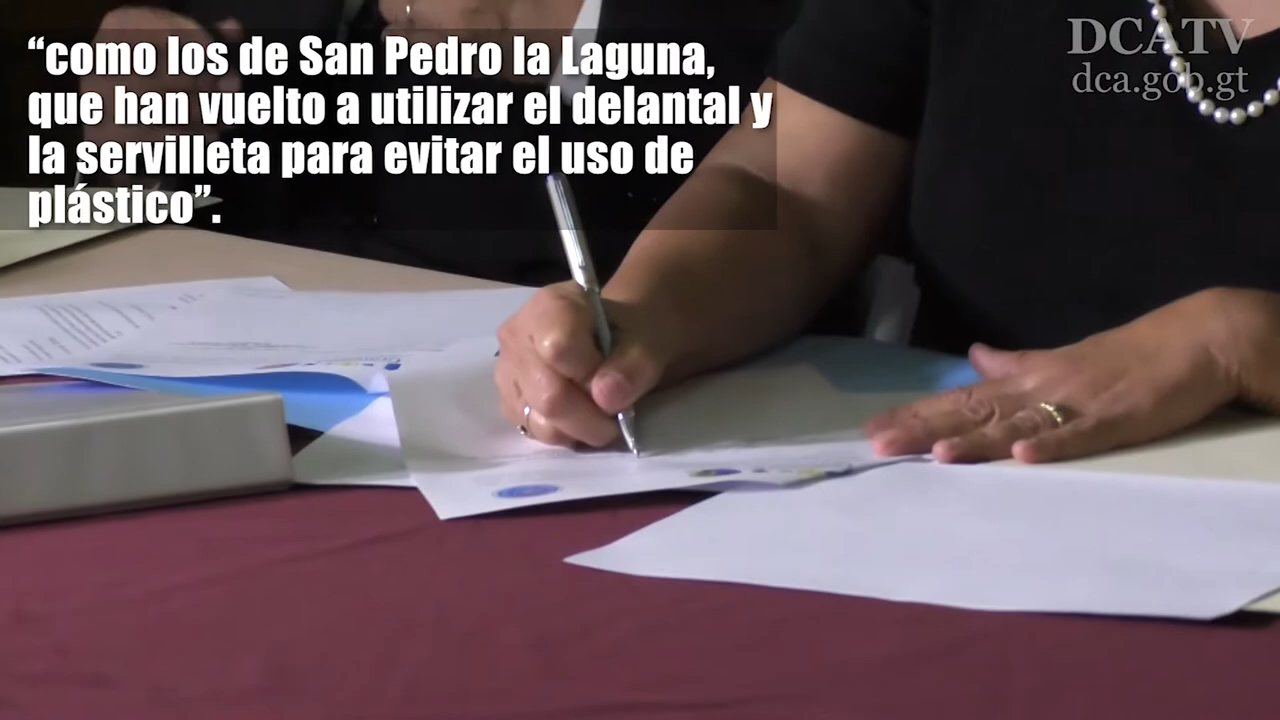 “como los de San Pedro la Laguna,
que han vuelto a utilizar el delantal y
la servilleta para evitar el uso de
plástico”.
DCATV
dca.gob.gt